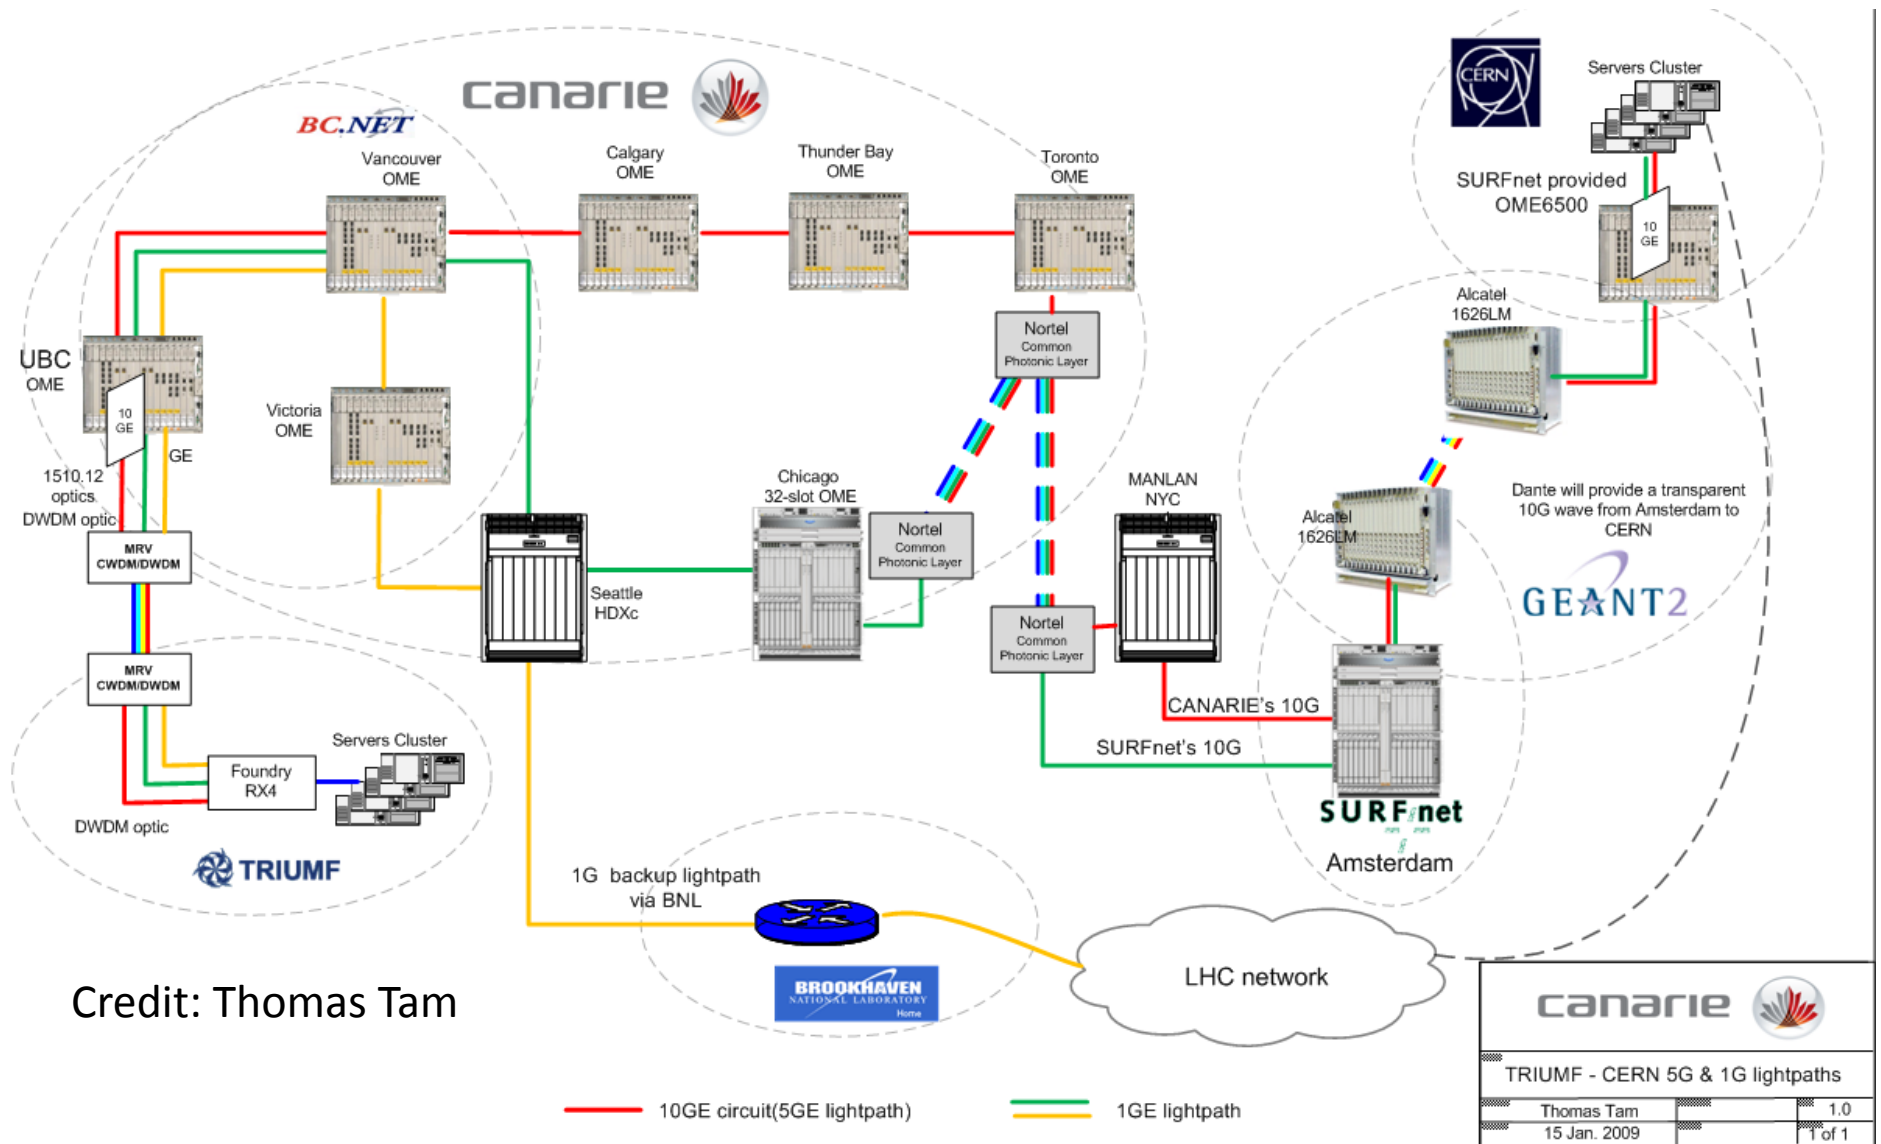 canarie
BC.NET
Vancouver
OME
Calgary
OME
Thunder Bay
OME
Toronto
OME
CERN
Servers Cluster
SURFnet provided
OME6500
10
GE
Alcatel
1626LM
Nortel
Common
Photonic Layer
UBC
OME
10
GE
GE
1510.12
optics
DWDM optic
Victoria
OME
MRV
CWDM/DWDM
Seattle
HDXc
Chicago
32-slot OME
Nortel
Common
Photonic Layer
MANLAN
NYC
Alcatel
1626LM
Dante will provide a transparent
10G wave from Amsterdam to
CERN
GEANT2
Nortel
Common
Photonic Layer
MRV
CWDM/DWDM
CANARIE's 10G
SURFnet's 10G
Servers Cluster
Foundry
RX4
DWDM optic
TRIUMF
SURFnet
Amsterdam
1G backup lightpath
via BNL
BROOKHAVEN
NATIONAL LABORATORY
Home
LHC network
Credit: Thomas Tam
10GE circuit(5GE lightpath)
1GE lightpath
canarie
TRIUMF - CERN 5G & 1G lightpaths
Thomas Tam
1.0
15 Jan. 2009
1 of 1